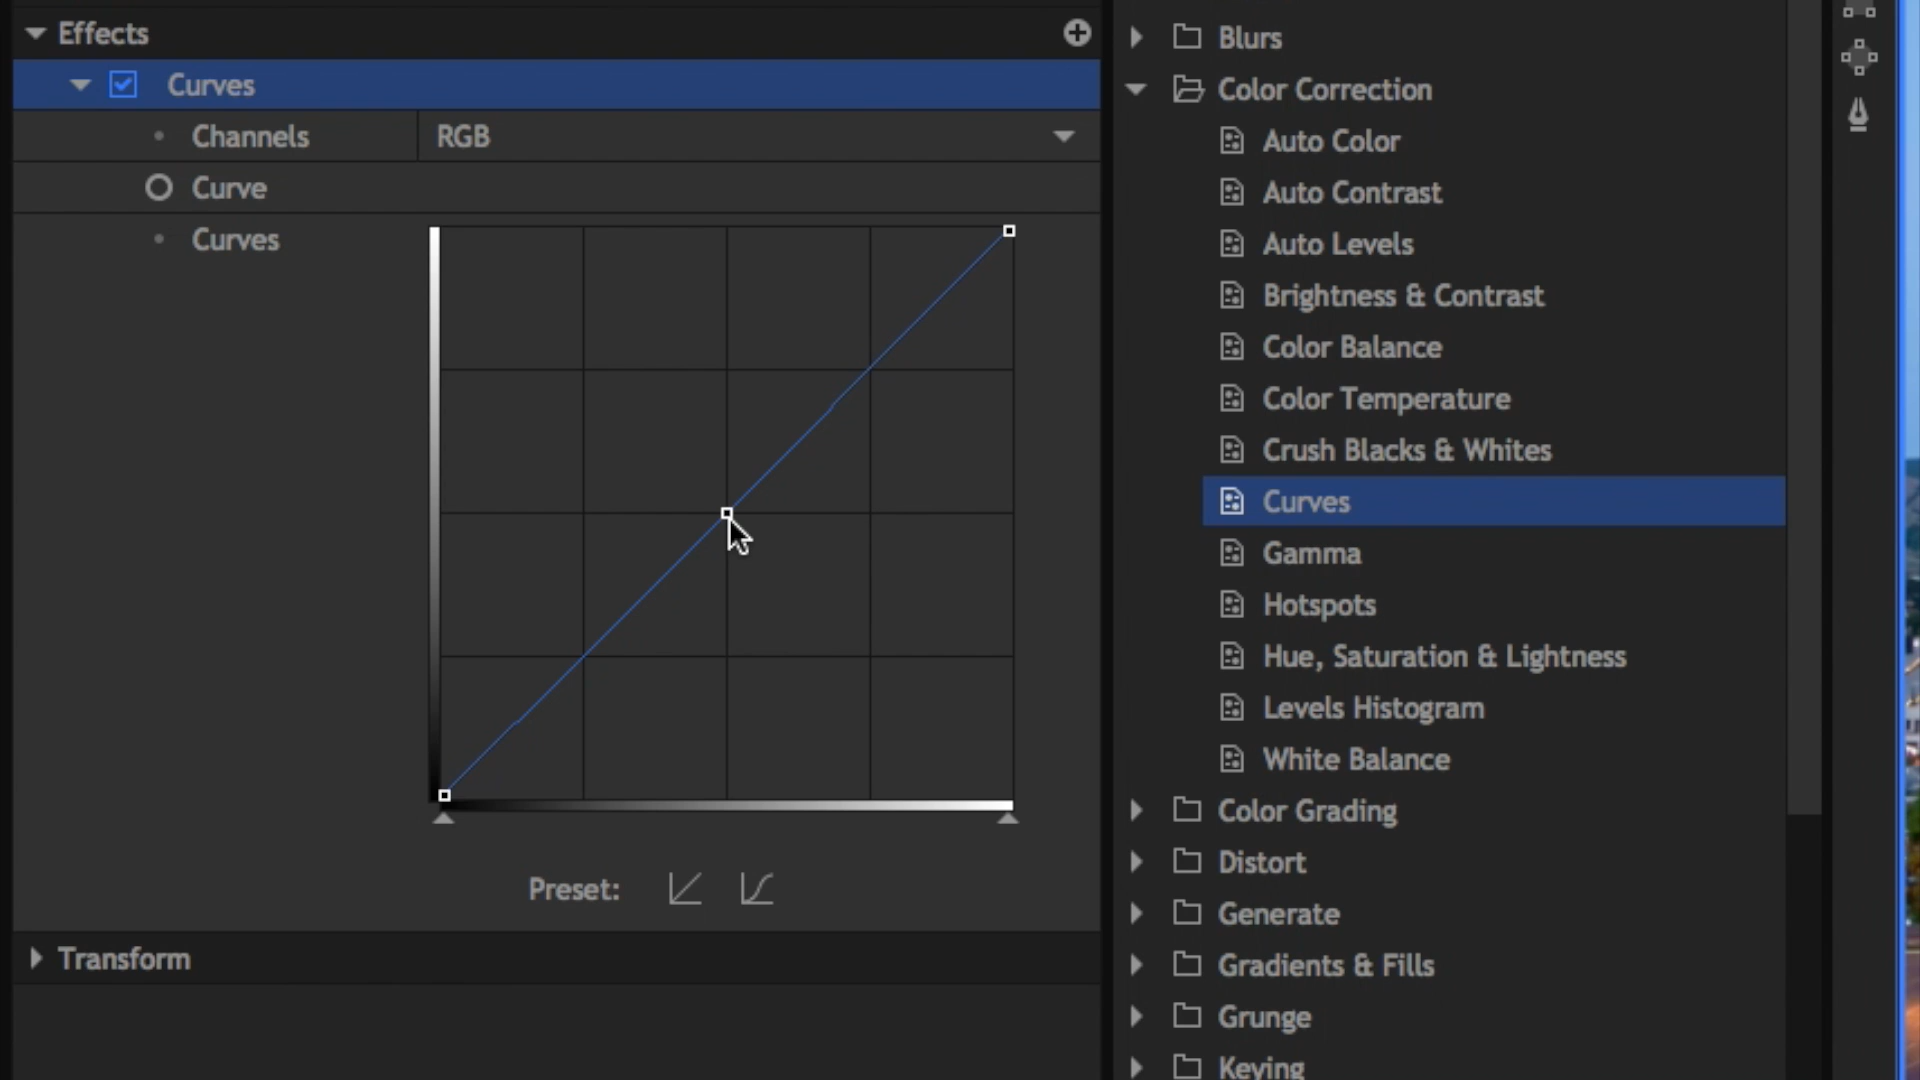 Effects
Curves
Channels
RGB
Curve
Curves
Preset:
Transform
Blurs
Color Correction
Auto Color
Auto Contrast
Auto Levels
Brightness & Contrast
Color Balance
Color Temperature
Crush Blacks & Whites
Curves
Gamma
Hotspots
Hue, Saturation & Lightness
Levels Histogram
White Balance
Color Grading
Distort
Generate
Gradients & Fills
Grunge
Keying